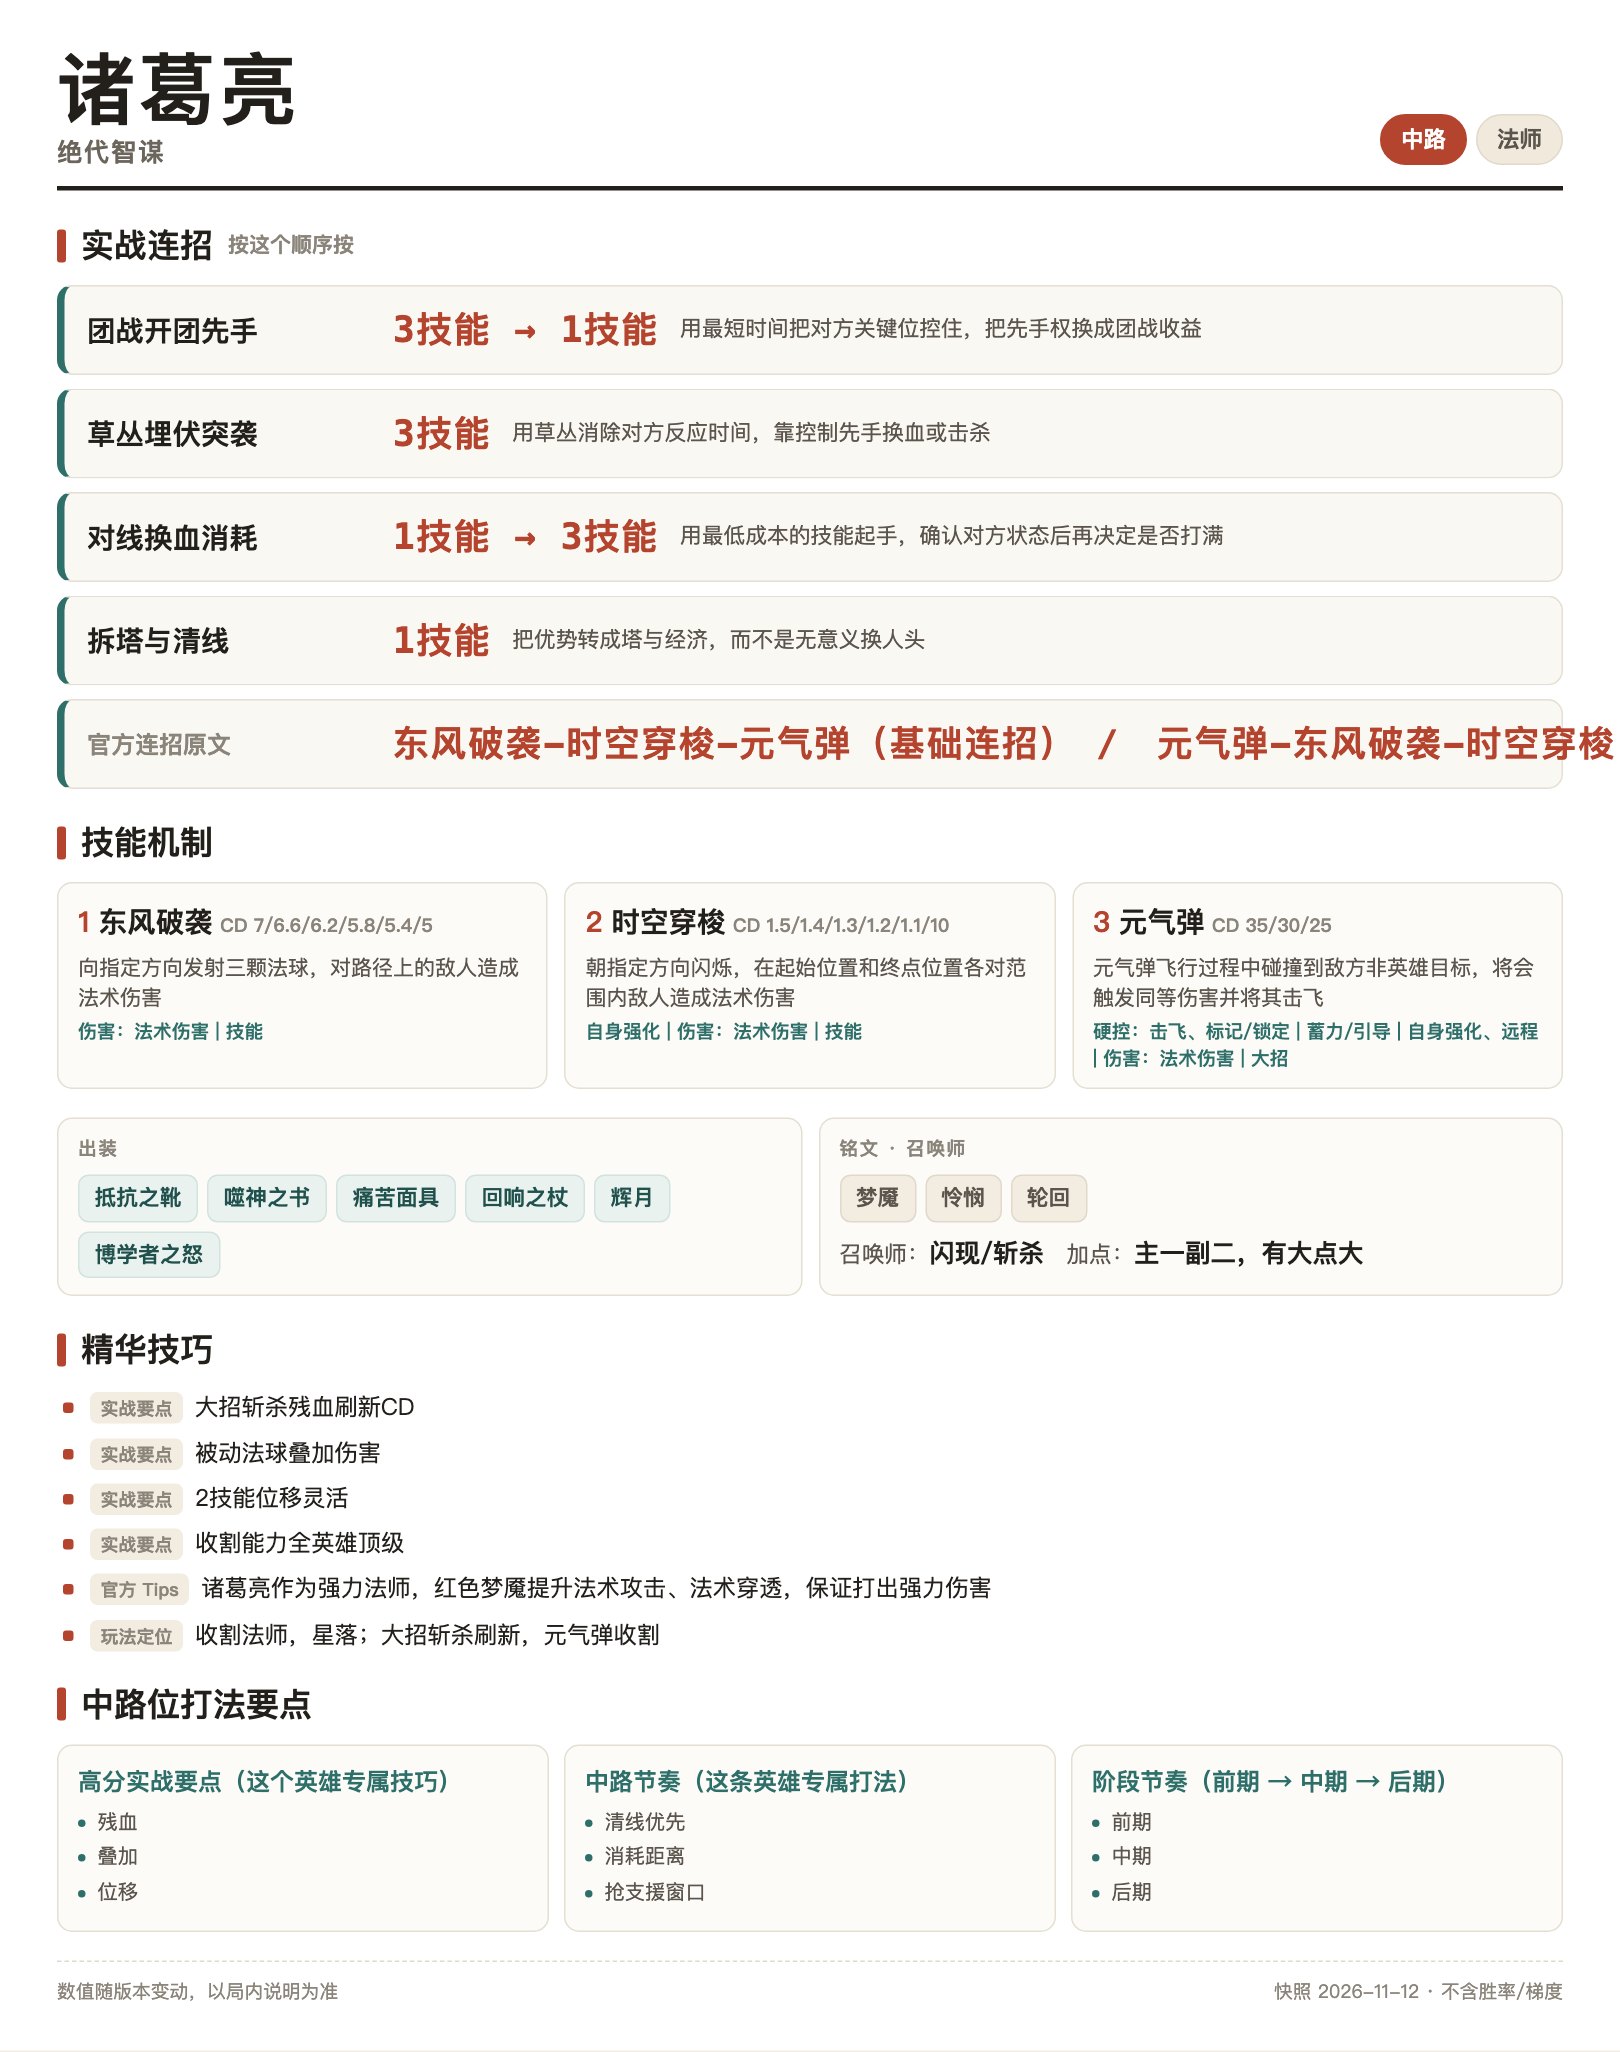 诸葛亮
绝代智谋
中路 法师
实战连招 按这个顺序按
团战开团先手 3技能 → 1技能 用最短时间把对方关键位控住，把先手权换成团战收益
草丛埋伏突袭 3技能 用草丛消除对方反应时间，靠控制先手换血或击杀
对线换血消耗 1技能 → 3技能 用最低成本的技能起手，确认对方状态后再决定是否打满
拆塔与清线 1技能 把优势转成塔与经济，而不是无意义换人头
官方连招原文 东风破袭-时空穿梭-元气弹（基础连招） / 元气弹-东风破袭-时空穿梭
技能机制
1 东风破袭 CD 7/6.6/6.2/5.8/5.4/5
向指定方向发射三颗法球，对路径上的敌人造成
法术伤害
伤害：法术伤害 | 技能
2 时空穿梭 CD 1.5/1.4/1.3/1.2/1.1/10
朝指定方向闪烁，在起始位置和终点位置各对范
围内敌人造成法术伤害
自身强化 | 伤害：法术伤害 | 技能
3 元气弹 CD 35/30/25
元气弹飞行过程中碰撞到敌方非英雄目标，将会
触发同等伤害并将其击飞
硬控：击飞、标记/锁定 | 蓄力/引导 | 自身强化、远程
| 伤害：法术伤害 | 大招
出装
抵抗之靴 噬神之书 痛苦面具 回响之杖 辉月
博学者之怒
铭文 · 召唤师
梦魇 怜悯 轮回
召唤师：闪现/斩杀 加点：主一副二，有大点大
精华技巧
实战要点 大招斩杀残血刷新CD
实战要点 被动法球叠加伤害
实战要点 2技能位移灵活
实战要点 收割能力全英雄顶级
官方 Tips 诸葛亮作为强力法师，红色梦魇提升法术攻击、法术穿透，保证打出强力伤害
玩法定位 收割法师，星落；大招斩杀刷新，元气弹收割
中路位打法要点
高分实战要点（这个英雄专属技巧）
残血
叠加
位移
中路节奏（这条英雄专属打法）
清线优先
消耗距离
抢支援窗口
阶段节奏（前期 → 中期 → 后期）
前期
中期
后期
数值随版本变动，以局内说明为准
快照 2026-11-12 · 不含胜率/梯度